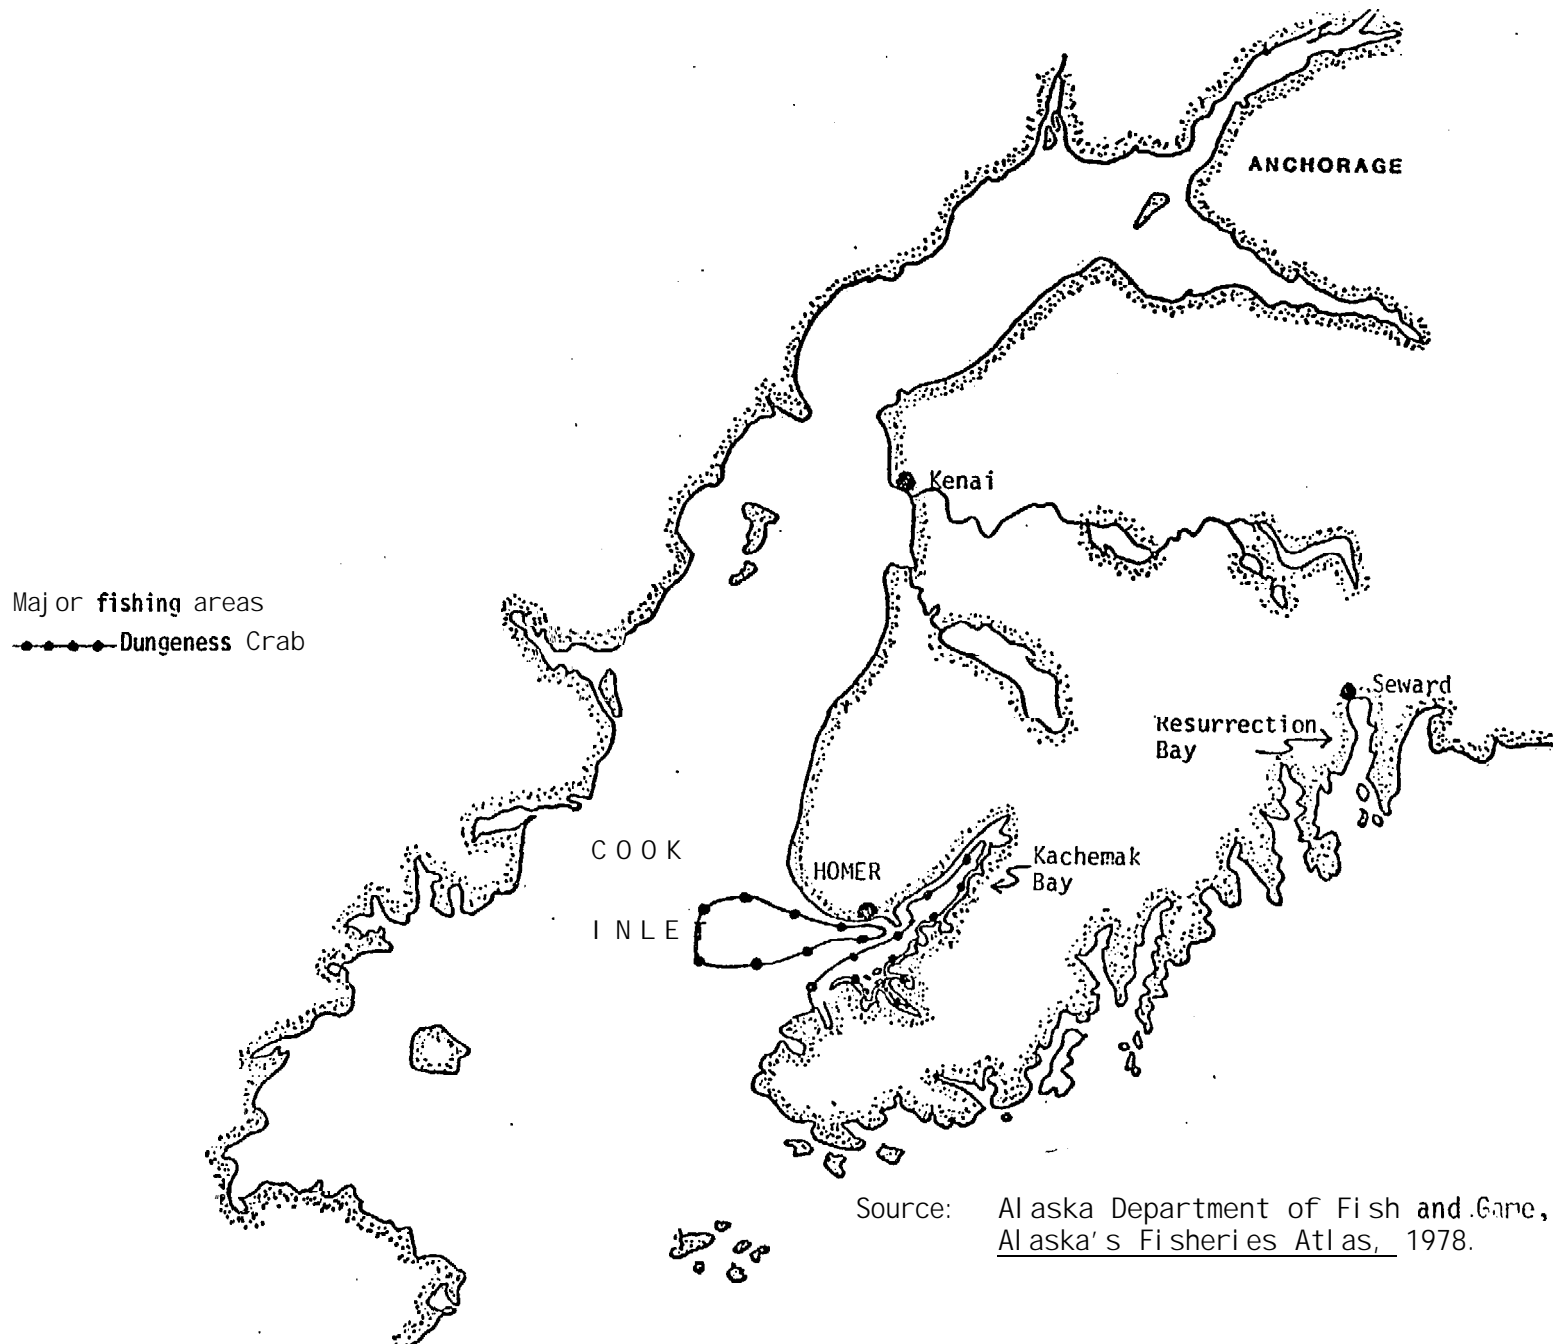 ANCHORAGE
Kenai
Major fishing areas
Dungeness Crab
Seward
Resurrection
Bay
COOK
HOMER
Kachemak
Bay
INLET
Source: Alaska Department of Fish and Game,
Alaska's Fisheries Atlas, 1978.